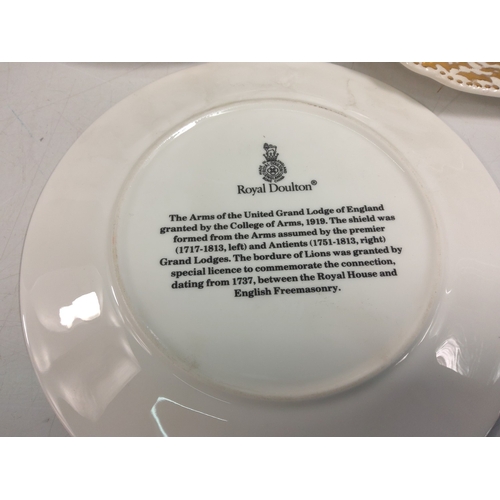 Royal Doulton®
The Arms of the United Grand Lodge of England
granted by the College of Arms, 1919. The shield was
formed from the Arms assumed by the premier
(1717-1813, left) and Antients (1751-1813, right)
Grand Lodges. The bordure of Lions was granted by
special licence to commemorate the connection,
dating from 1737, between the Royal House and
English Freemasonry.